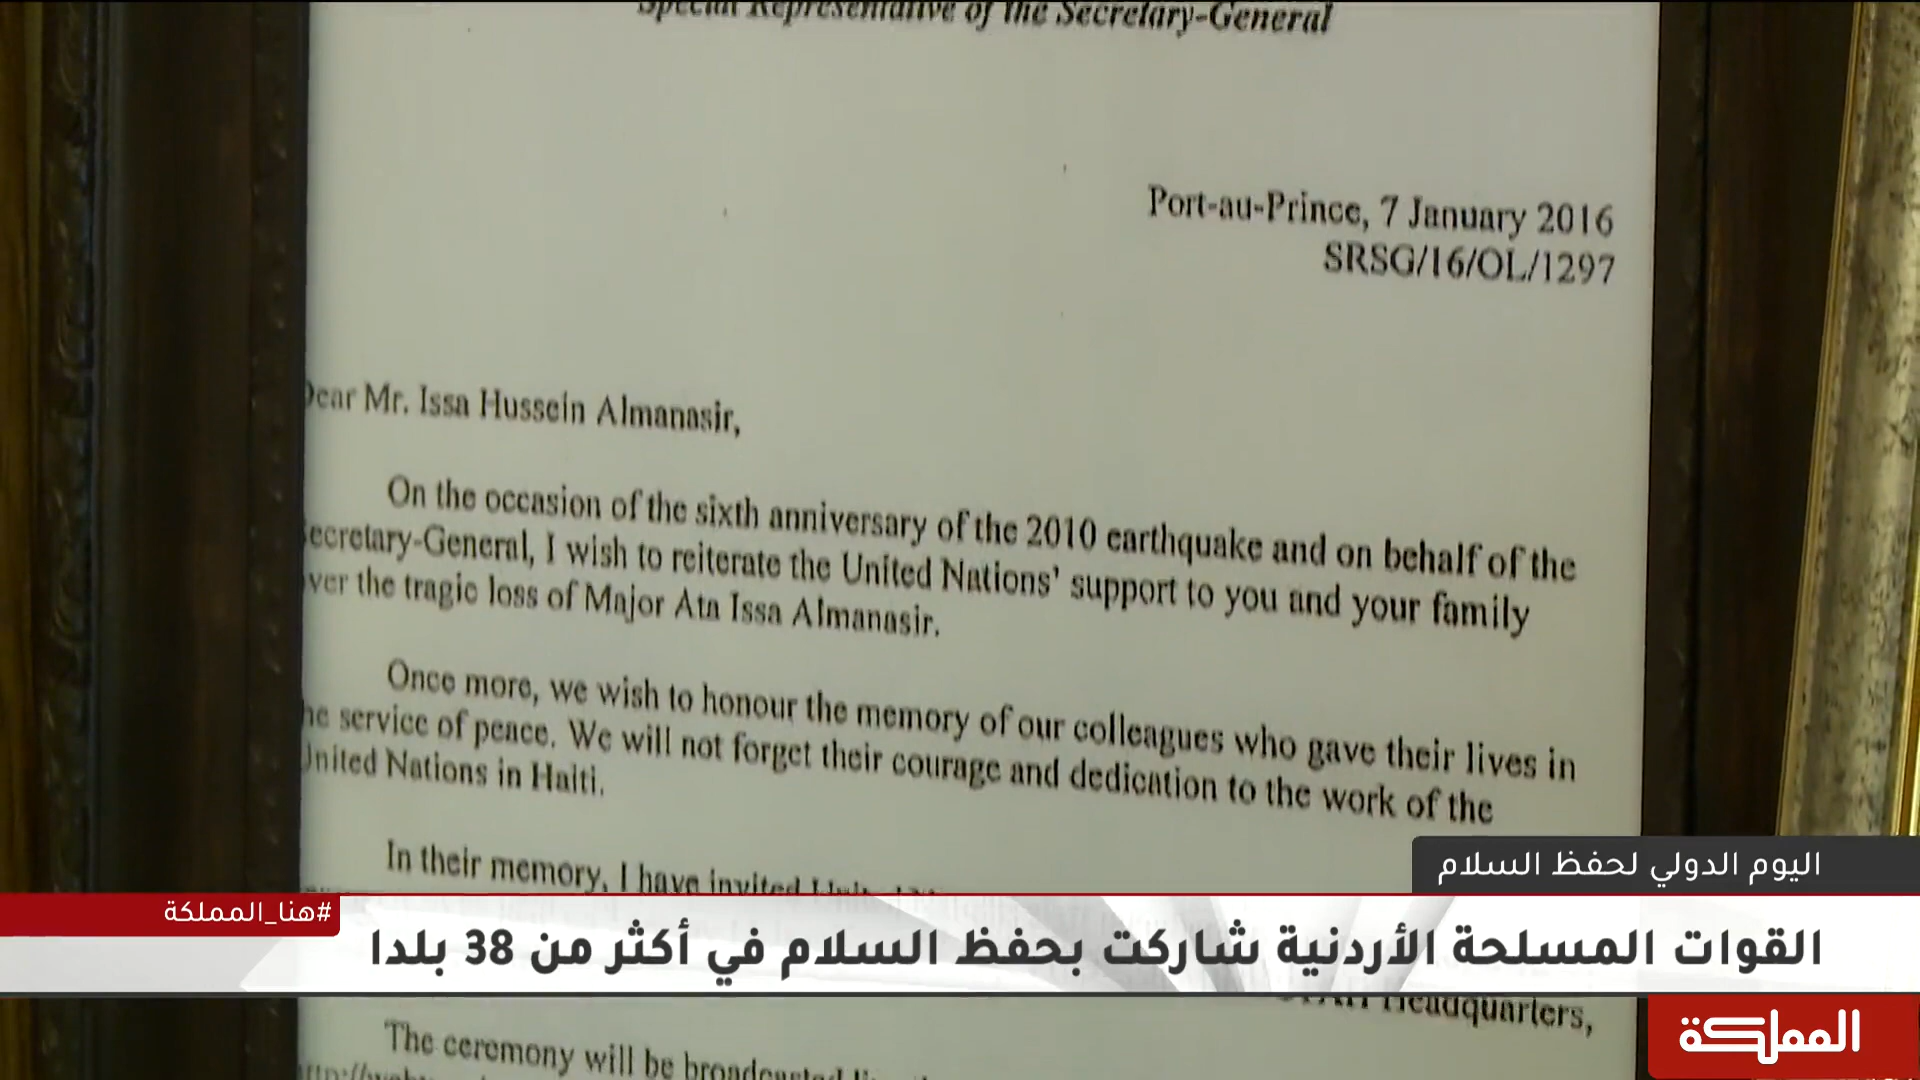 Special Representative of the Secretary-General
Port-au-Prince, 7 January 2016
SRSG/16/OL/1297
Dear Mr. Issa Hussein Almanasir,
On the occasion of the sixth anniversary of the 2010 earthquake and on behalf of the
Secretary-General, I wish to reiterate the United Nations' support to you and your family
over the tragic loss of Major Ata Issa Almanasir.
Once more, we wish to honour the memory of our colleagues who gave their lives in
he service of peace. We will not forget their courage and dedication to the work of the
United Nations in Haiti.
In their memory, I have invited
Headquarters,
The ceremony will be broadcasted
اليوم الدولي لحفظ السلام
#هنا_المملكة
القوات المسلحة الأردنية شاركت بحفظ السلام في أكثر من 38 بلدا
المملكة